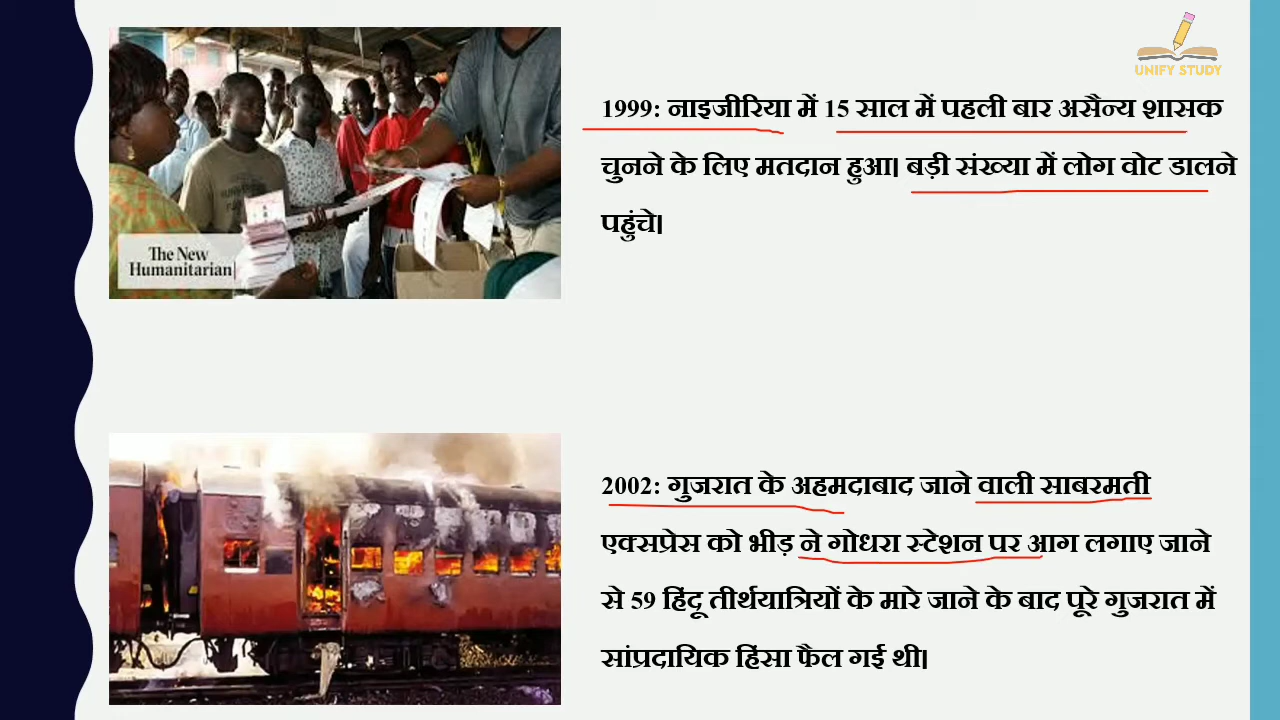 UNIFY STUDY
1999: नाइजीरिया में 15 साल में पहली बार असैन्य शासक
चुनने के लिए मतदान हुआ। बड़ी संख्या में लोग वोट डालने
पहुंचे।
The New
Humanitarian
2002: गुजरात के अहमदाबाद जाने वाली साबरमती
एक्सप्रेस को भीड़ ने गोधरा स्टेशन पर आग लगाए जाने
से 59 हिंदू तीर्थयात्रियों के मारे जाने के बाद पूरे गुजरात में
सांप्रदायिक हिंसा फैल गई थी।